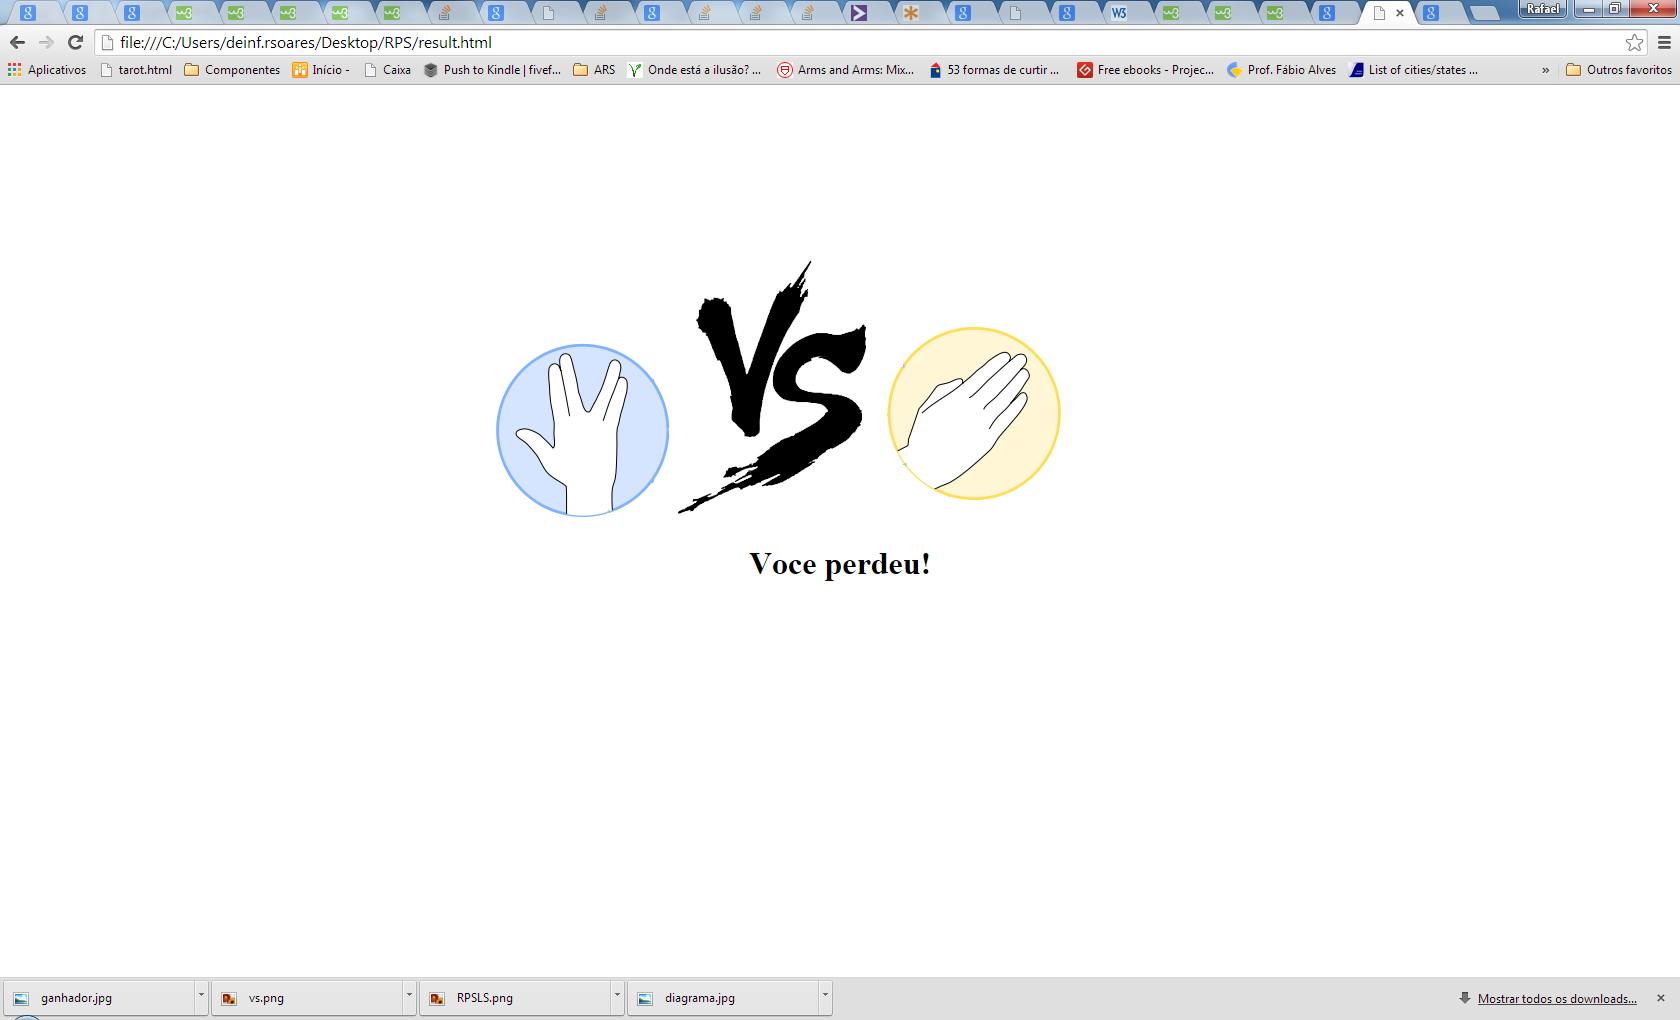 Rafael
file:///C:/Users/deinf.rsoares/Desktop/RPS/result.html
Aplicativos tarot.html Componentes Início - Caixa Push to Kindle | fivef... ARS Onde está a ilusão? ... Arms and Arms: Mix... 53 formas de curtir ... Free ebooks - Projec... Prof. Fábio Alves List of cities/states ... » Outros favoritos
VS
Voce perdeu!
ganhador.jpg vs.png RPSLS.png diagrama.jpg Mostrar todos os downloads...